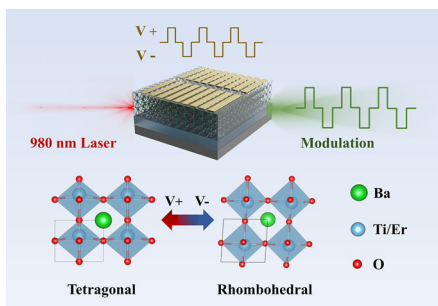 V +
V -
980 nm Laser
Modulation
V+ V-
Ba
Ti/Er
O
Tetragonal
Rhombohedral